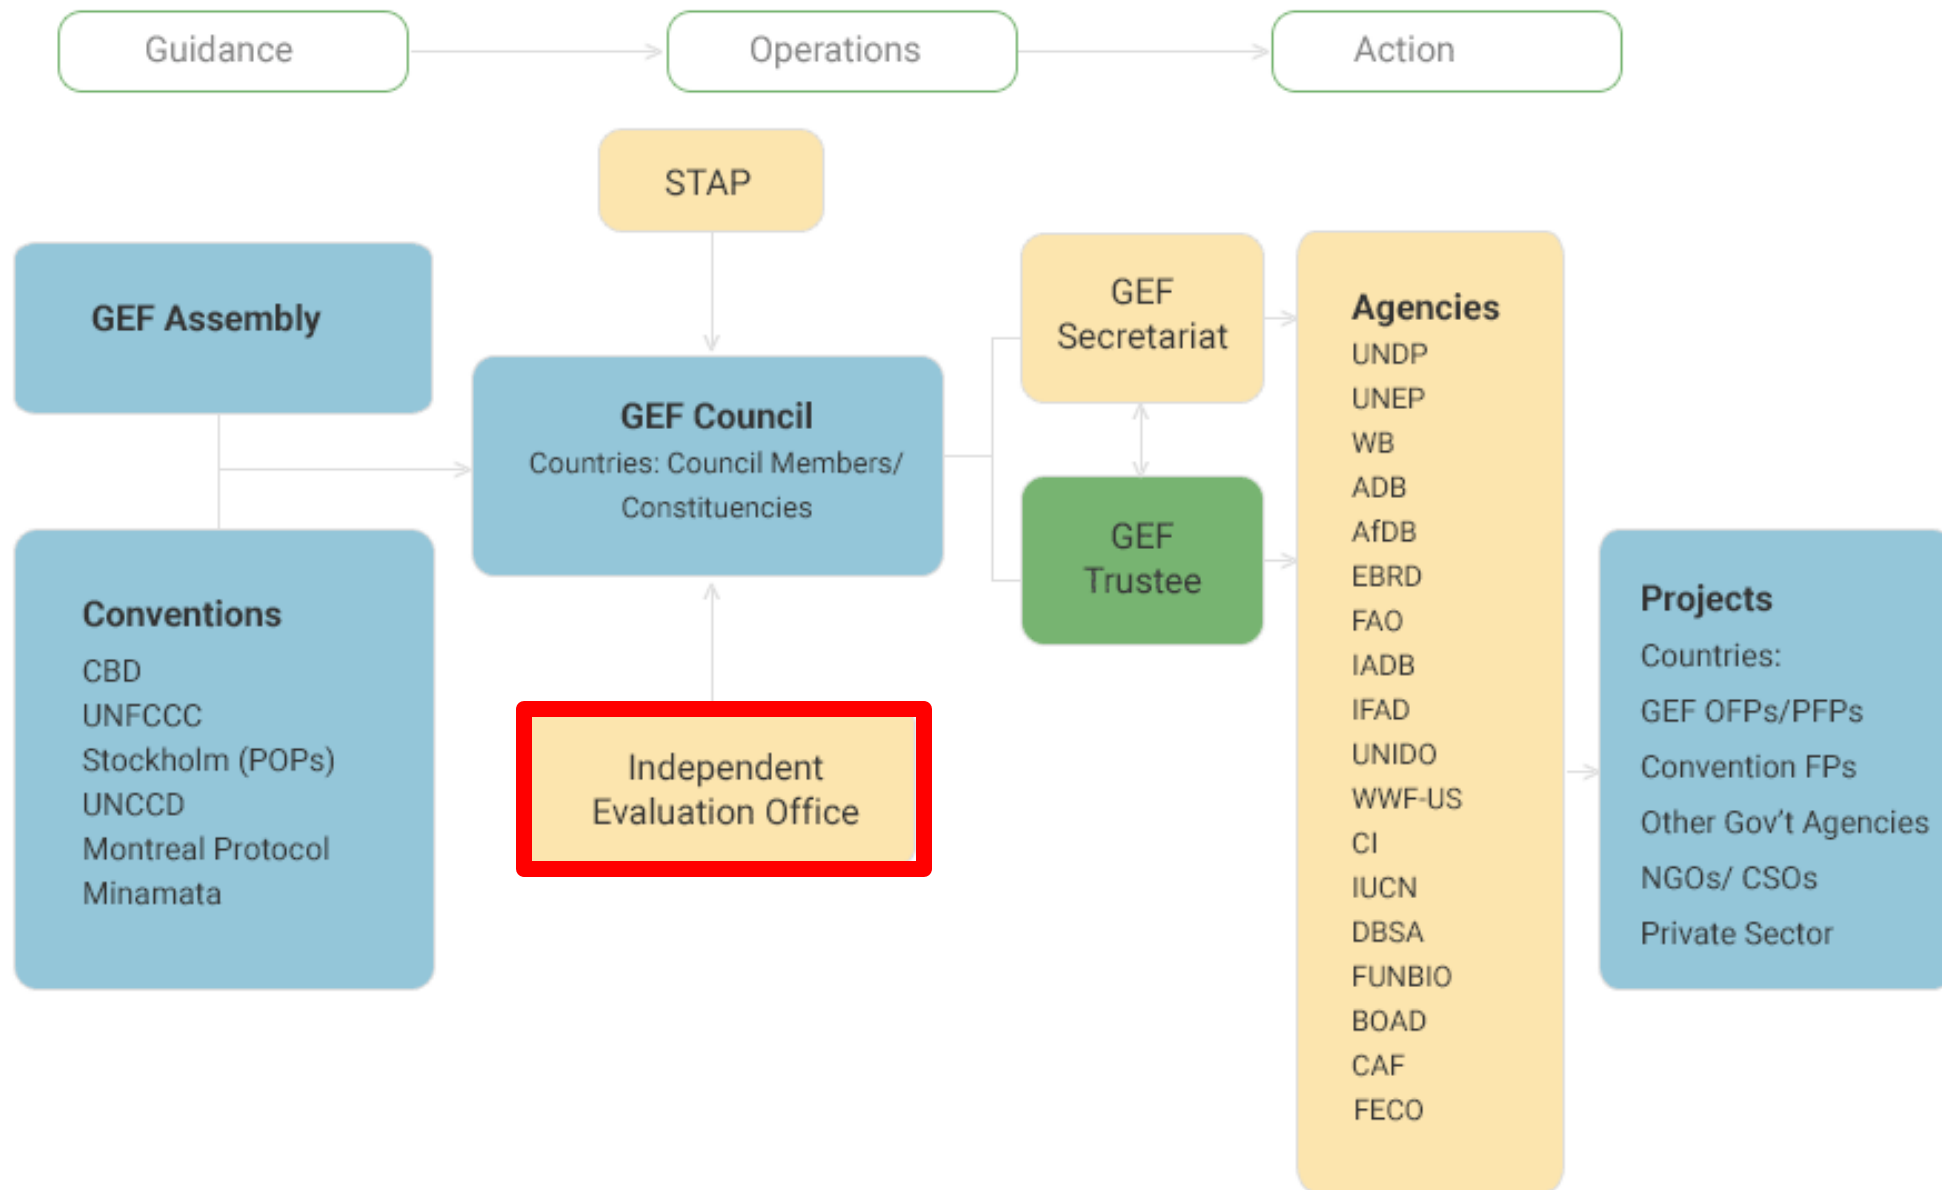 Guidance
Operations
Action
STAP
GEF Assembly
Conventions
CBD
UNFCCC
Stockholm (POPs)
UNCCD
Montreal Protocol
Minamata
GEF Council
Countries: Council Members/
Constituencies
Independent
Evaluation Office
GEF
Secretariat
GEF
Trustee
Agencies
UNDP
UNEP
WB
ADB
AfDB
EBRD
FAO
IADB
IFAD
UNIDO
WWF-US
CI
IUCN
DBSA
FUNBIO
BOAD
CAF
FECO
Projects
Countries:
GEF OFPs/PFPs
Convention FPs
Other Gov’t Agencies
NGOs/ CSOs
Private Sector